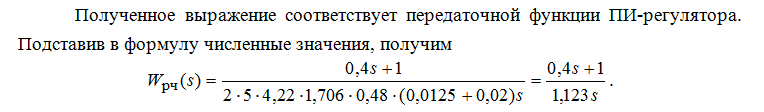 Полученное выражение соответствует передаточной функции ПИ-регулятора.
Подставив в формулу численные значения, получим
Wрч(s) = (0,4s + 1) / (2 · 5 · 4,22 · 1,706 · 0,48 · (0,0125 + 0,02)s) = (0,4s + 1) / (1,123s) .